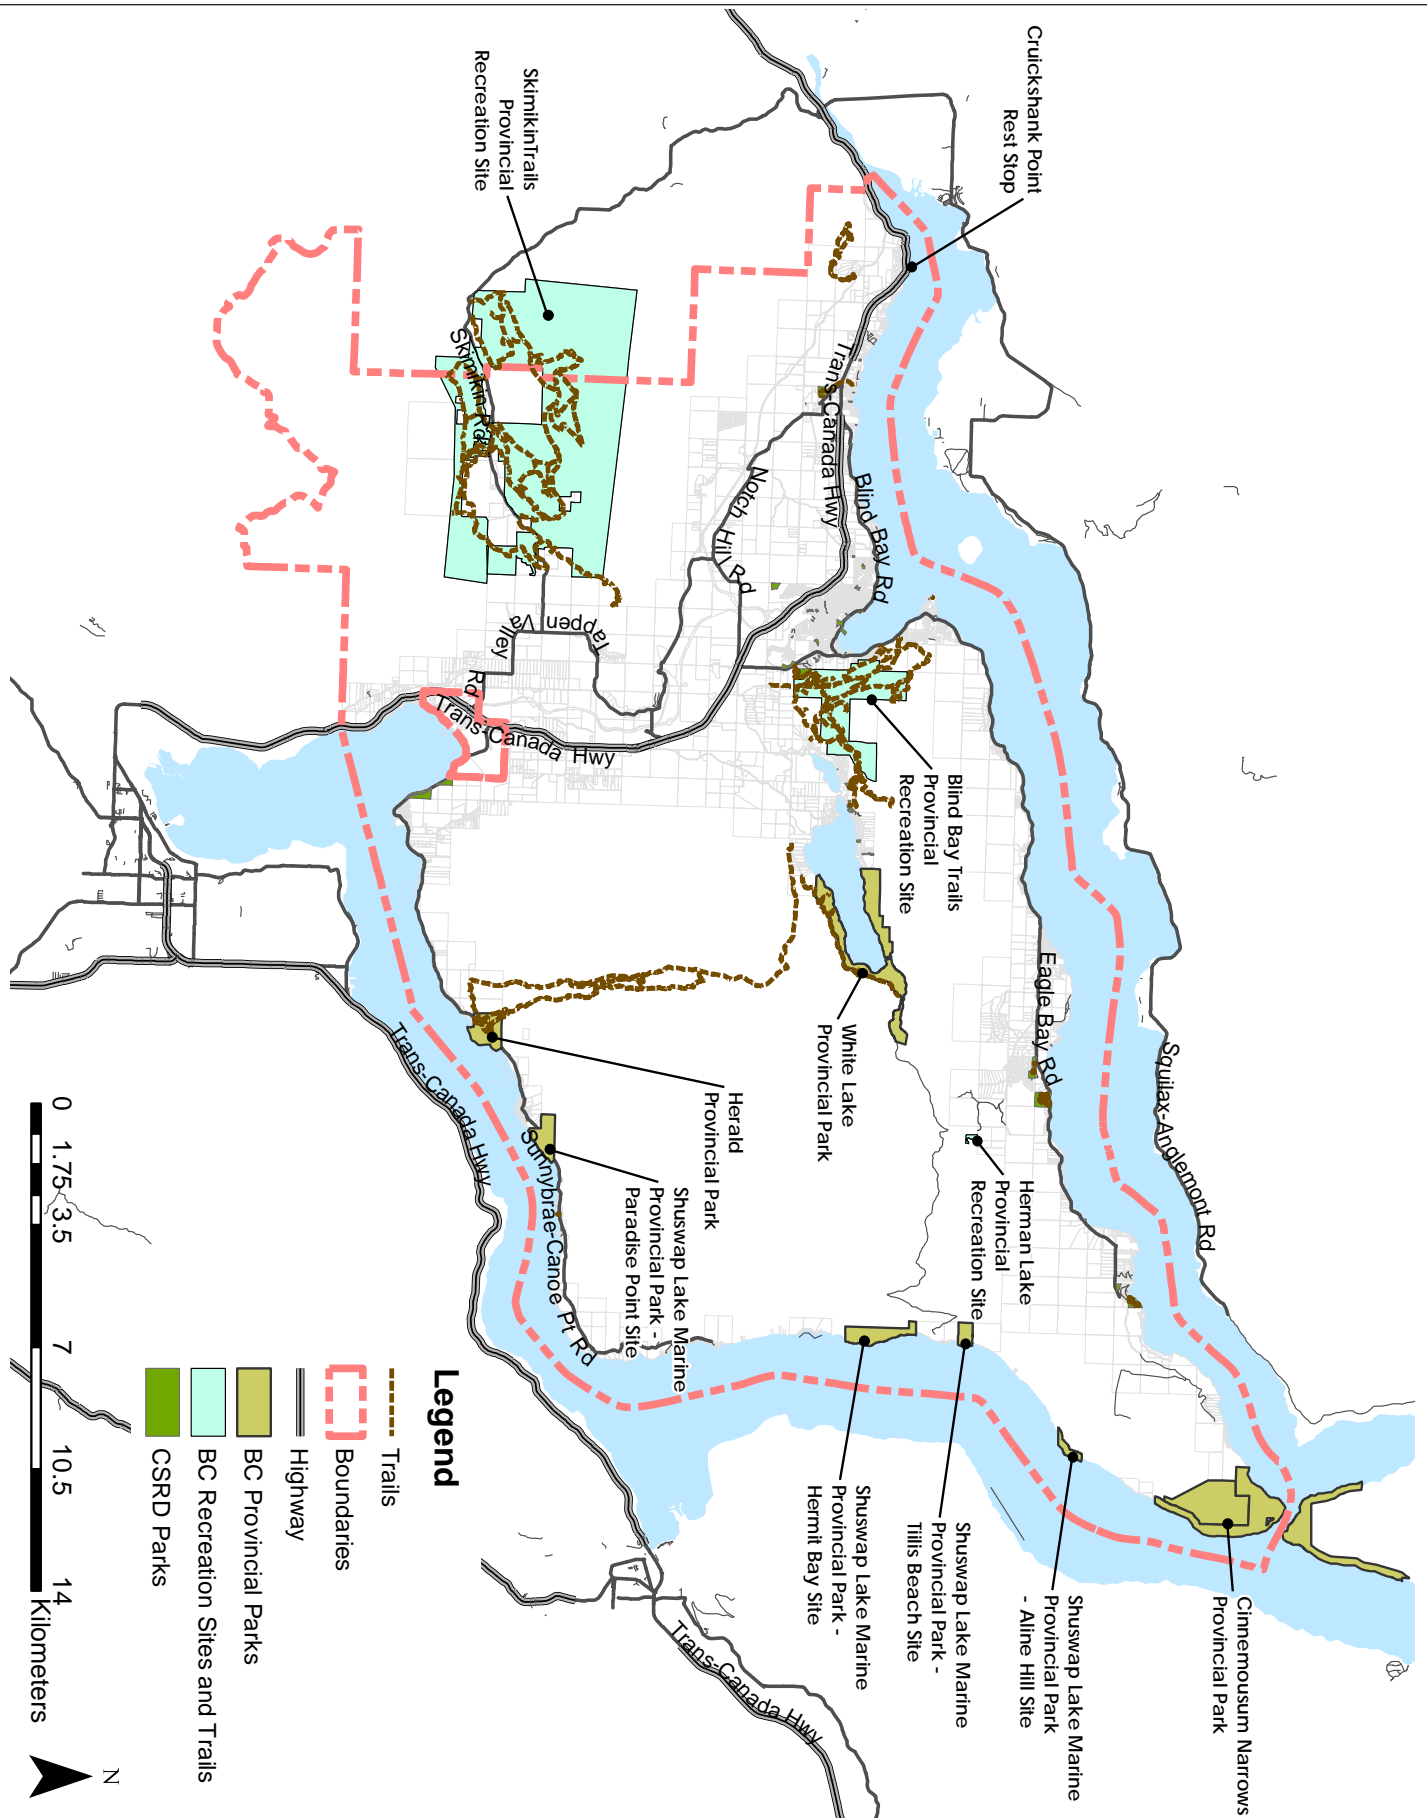 Cruickshank Point
Rest Stop
SkimikinTrails
Provincial
Recreation Site
Skimikin Rd
Trans-Canada Hwy
Blind Bay Rd
Notch Hill Rd
Tappen Valley Rd
Trans-Canada Hwy
Blind Bay Trails
Provincial
Recreation Site
Eagle Bay Rd
Squilax-Anglemont Rd
White Lake
Provincial Park
Herald
Provincial Park
Herman Lake
Provincial
Recreation Site
Shuswap Lake Marine
Provincial Park -
Paradise Point Site
Sunnybrae-Canoe Pt Rd
Trans-Canada Hwy
Shuswap Lake Marine
Provincial Park -
Hermit Bay Site
Shuswap Lake Marine
Provincial Park -
Tillis Beach Site
Shuswap Lake Marine
Provincial Park
- Aline Hill Site
Cinnemousum Narrows
Provincial Park
Trans-Canada Hwy
Legend
Trails
Boundaries
Highway
BC Provincial Parks
BC Recreation Sites and Trails
CSRD Parks
0 1.75 3.5 7 10.5 14
Kilometers
N